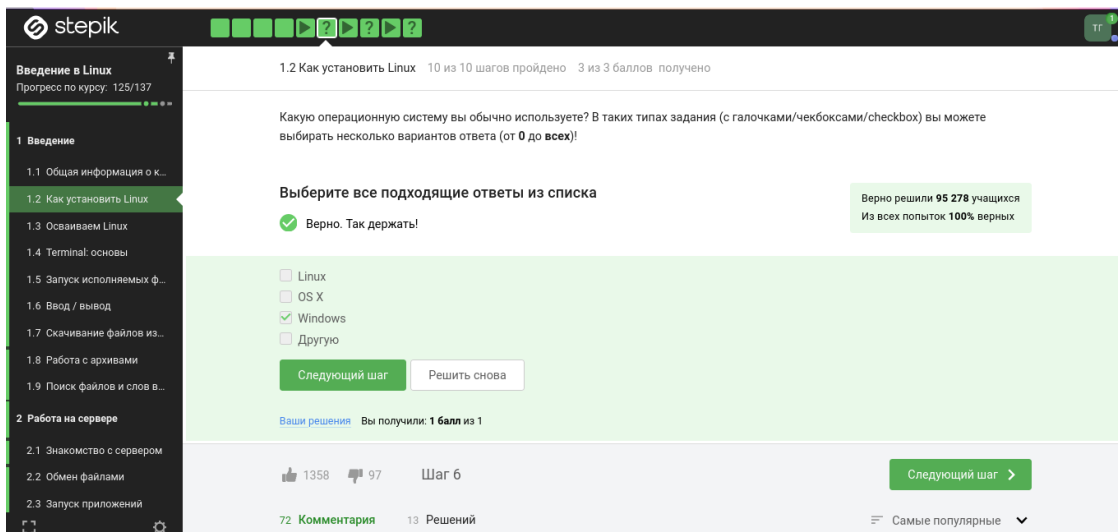 stepik
? ? ?
ТГ
1
Введение в Linux
Прогресс по курсу: 125/137
1 Введение
1.1 Общая информация о к...
1.2 Как установить Linux
1.3 Осваиваем Linux
1.4 Terminal: основы
1.5 Запуск исполняемых ф...
1.6 Ввод / вывод
1.7 Скачивание файлов из...
1.8 Работа с архивами
1.9 Поиск файлов и слов в...
2 Работа на сервере
2.1 Знакомство с сервером
2.2 Обмен файлами
2.3 Запуск приложений
1.2 Как установить Linux 10 из 10 шагов пройдено 3 из 3 баллов получено
Какую операционную систему вы обычно используете? В таких типах задания (с галочками/чекбоксами/checkbox) вы можете
выбирать несколько вариантов ответа (от 0 до всех)!
Выберите все подходящие ответы из списка
Верно. Так держать!
Верно решили 95 278 учащихся
Из всех попыток 100% верных
Linux
OS X
Windows
Другую
Следующий шаг Решить снова
Ваши решения Вы получили: 1 балл из 1
1358 97 Шаг 6 Следующий шаг
72 Комментария 13 Решений Самые популярные